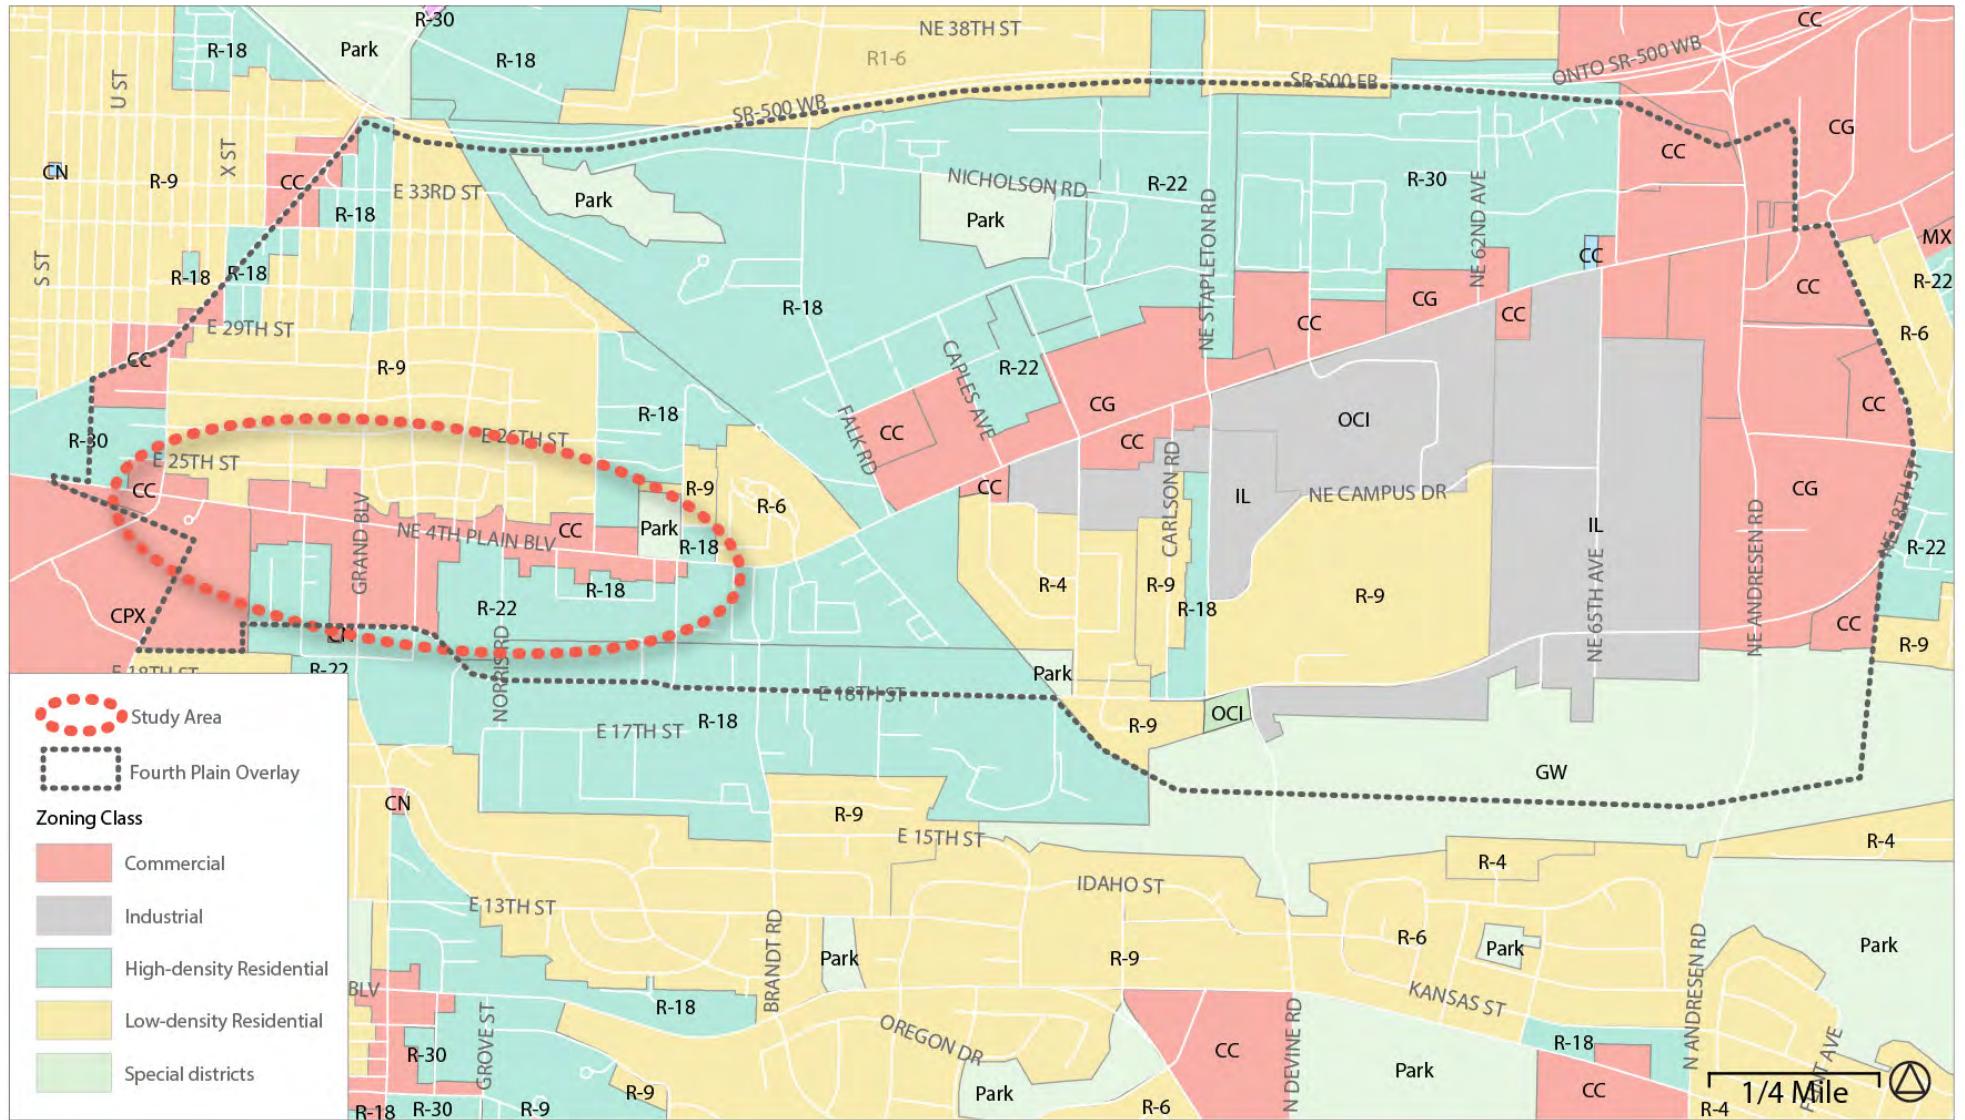 R-30
CC
R-18
Park
R-18
NE 38TH ST
R1-6
ONTO SR-500 WB
SR-500 EB
SR-500 WB
U ST
X ST
CN
R-9
CC
E 33RD ST
R-18
Park
NICHOLSON RD
Park
R-22
NE STAPLETON RD
R-30
NE 62ND AVE
CC
CG
MX
S ST
R-18
R-18
CC
R-22
R-18
CG
CC
CC
CC
R-6
E 29TH ST
CC
R-9
CAPLES AVE
R-22
CG
OCI
R-18
FALK RD
CC
CC
CC
R-30
E 26TH ST
E 25TH ST
CC
CARLSON RD
CC
IL
NE CAMPUS DR
CG
NE 18TH ST
R-9
R-6
GRAND BLV
NE 4TH PLAIN BLV
CC
Park
R-18
IL
NE 65TH AVE
NE ANDRESEN RD
R-22
R-4
R-9
R-18
R-9
CPX
R-22
R-18
CN
CC
R-9
E 18TH ST
R-22
NORRIS RD
Park
E 18TH ST
R-18
E 17TH ST
R-9
OCI
GW
Study Area
Fourth Plain Overlay
Zoning Class
Commercial
Industrial
High-density Residential
Low-density Residential
Special districts
CN
R-9
E 15TH ST
R-4
R-4
IDAHO ST
E 13TH ST
BRANDT RD
Park
R-9
R-6
Park
N ANDRESEN RD
Park
BLV
R-18
KANSAS ST
GROVE ST
OREGON DR
N DEVINE RD
R-30
CC
R-18
Park
CC
R-9
Park
R-18
R-30
R-9
R-6
R-4
1/4 Mile